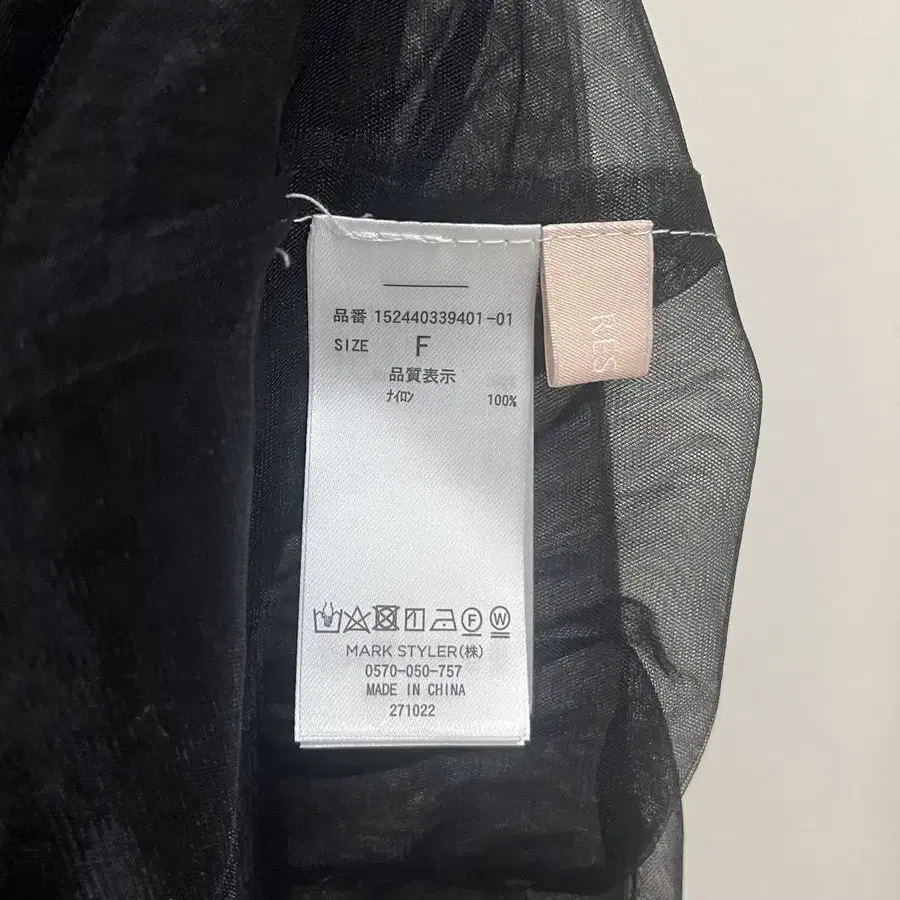 品番 152440339401-01
SIZE F
品質表示
ﾅｲﾛﾝ 100%
MARK STYLER(株)
0570-050-757
MADE IN CHINA
271022
RES